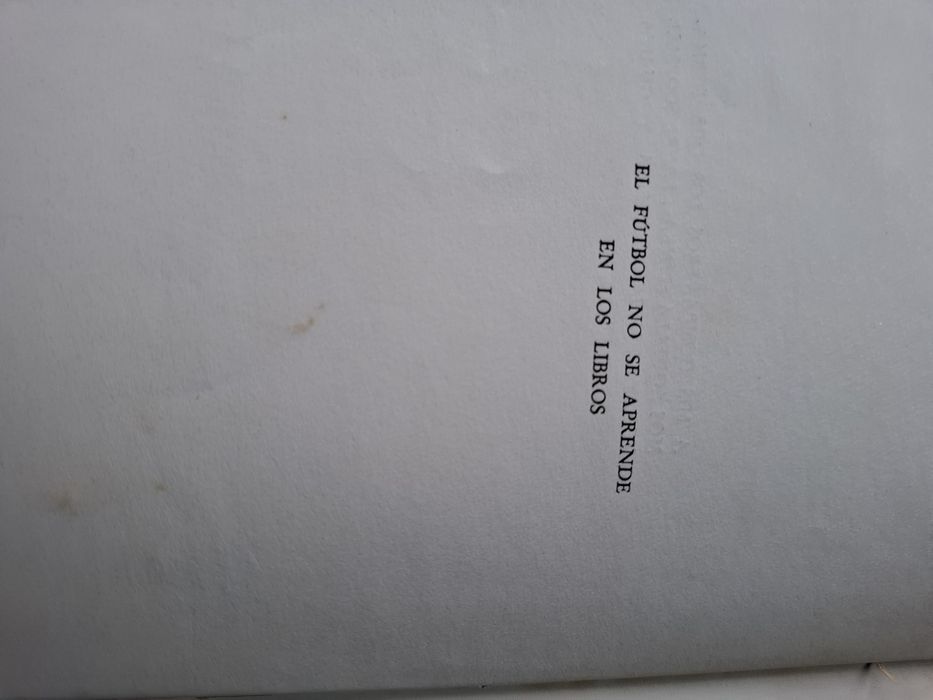 EL FÚTBOL NO SE APRENDE
EN LOS LIBROS